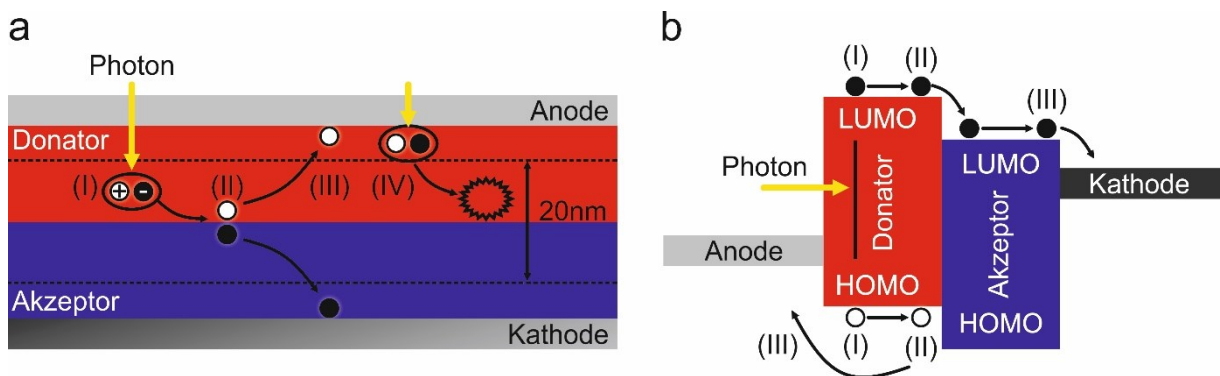 a
Photon
Anode
Donator
(I)
+
-
(II)
(III)
(IV)
20nm
Akzeptor
Kathode
b
(I)
(II)
LUMO
(III)
Photon
Donator
LUMO
Kathode
Anode
Akzeptor
HOMO
(III)
(I)
(II)
HOMO